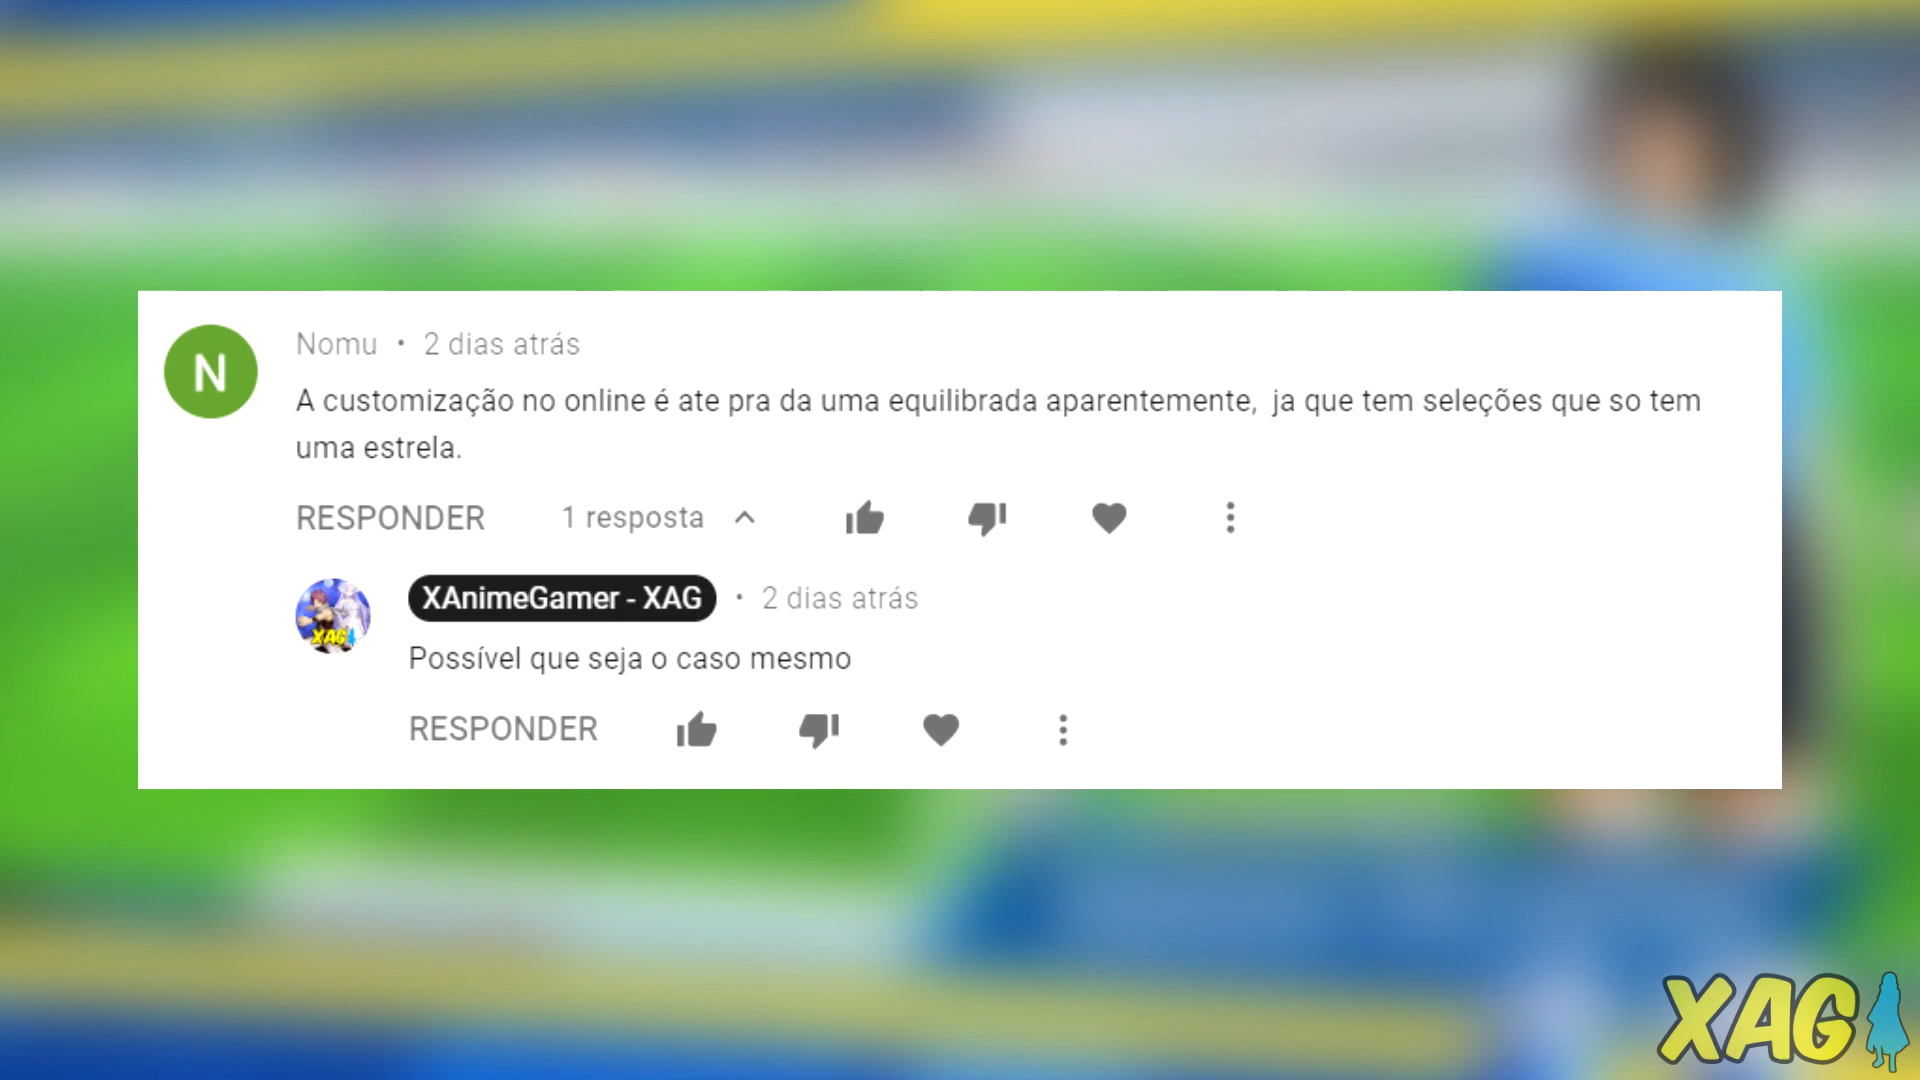 N
Nomu • 2 dias atrás
A customização no online é ate pra da uma equilibrada aparentemente, ja que tem seleções que so tem
uma estrela.
RESPONDER 1 resposta
XAG
XAnimeGamer - XAG • 2 dias atrás
Possível que seja o caso mesmo
RESPONDER
XAG